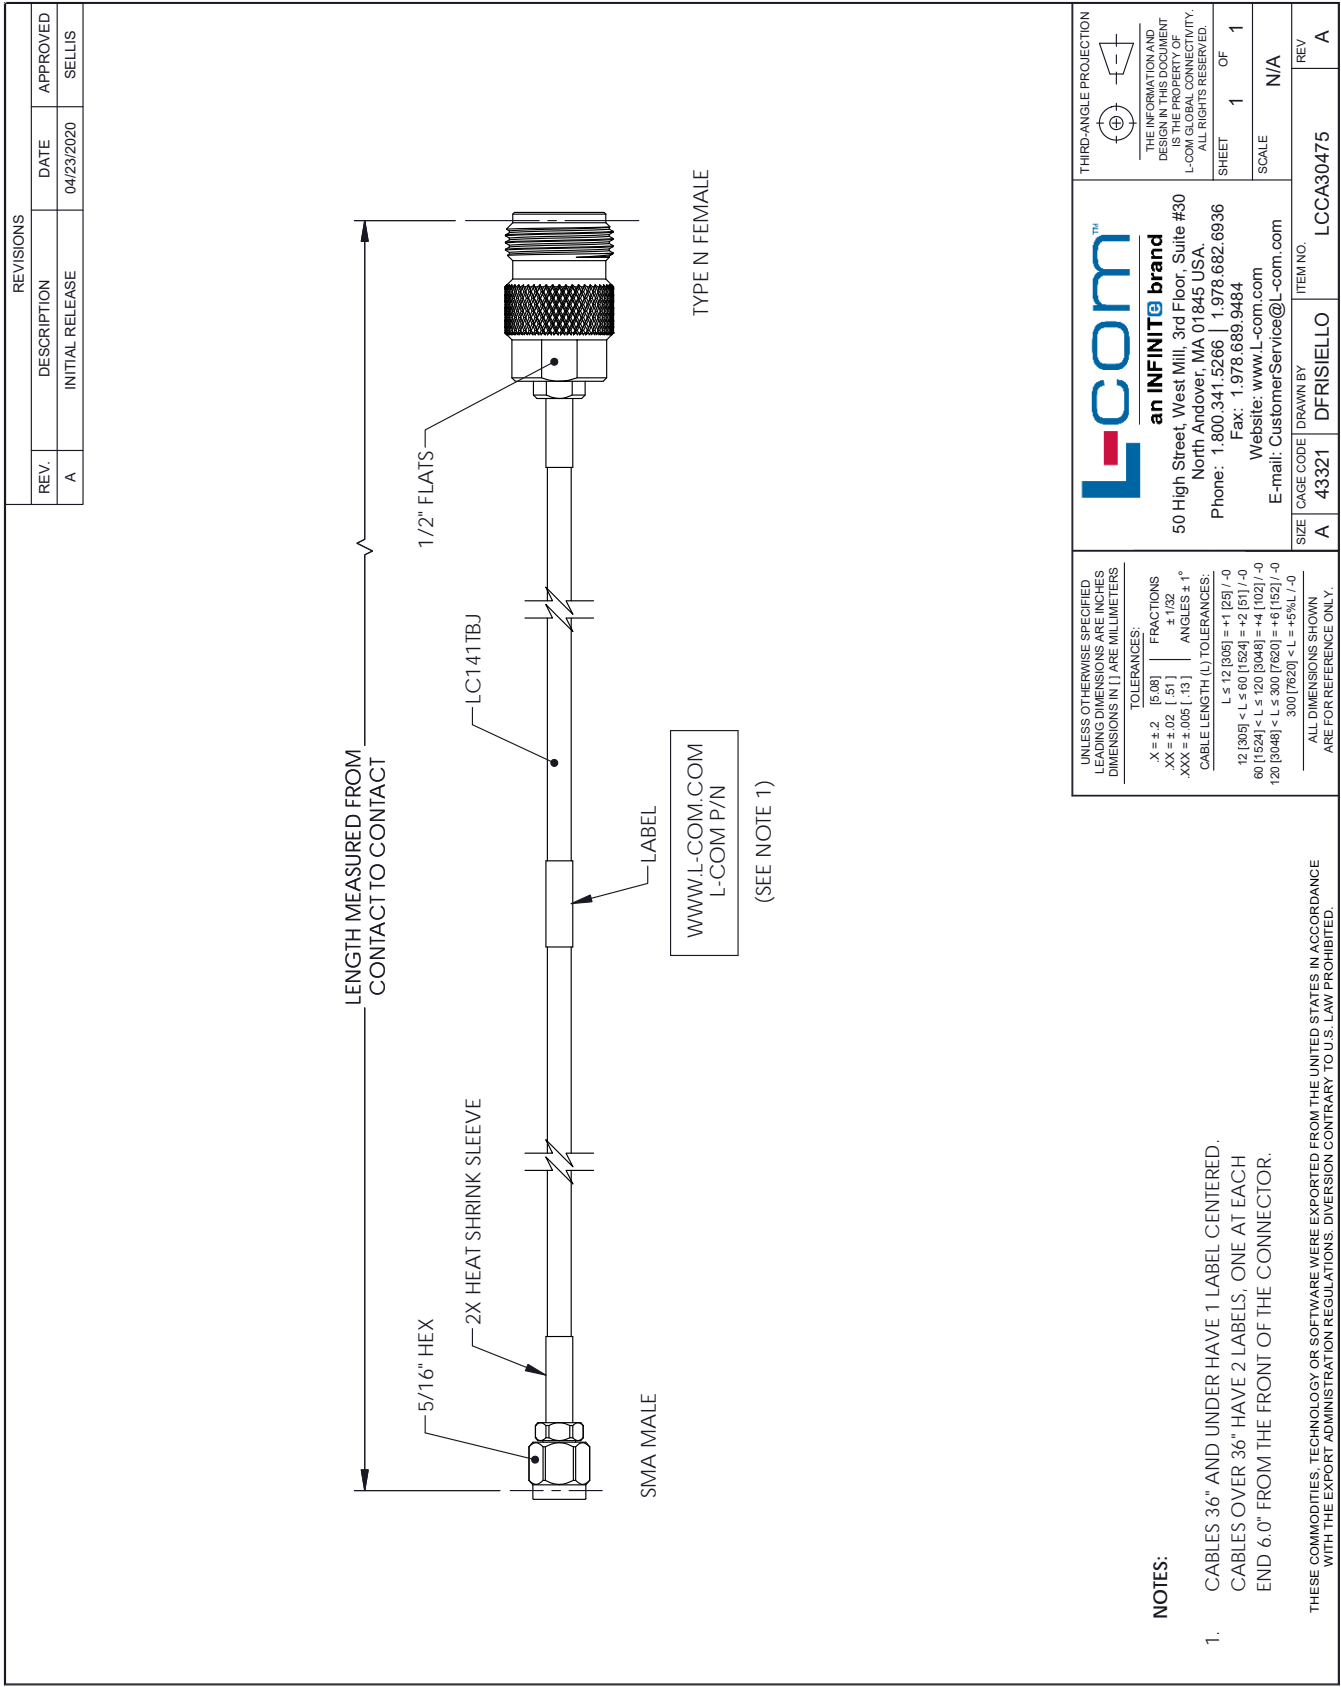 REVISIONS
REV.
DESCRIPTION
DATE
APPROVED
A
INITIAL RELEASE
04/23/2020
SELLIS
LENGTH MEASURED FROM
CONTACT TO CONTACT
5/16" HEX
2X HEAT SHRINK SLEEVE
LC141TBJ
1/2" FLATS
SMA MALE
LABEL
WWW.L-COM.COM
L-COM P/N
(SEE NOTE 1)
TYPE N FEMALE
NOTES:
1. CABLES 36" AND UNDER HAVE 1 LABEL CENTERED.
CABLES OVER 36" HAVE 2 LABELS, ONE AT EACH
END 6.0" FROM THE FRONT OF THE CONNECTOR.
THESE COMMODITIES, TECHNOLOGY OR SOFTWARE WERE EXPORTED FROM THE UNITED STATES IN ACCORDANCE
WITH THE EXPORT ADMINISTRATION REGULATIONS. DIVERSION CONTRARY TO U.S. LAW PROHIBITED.
UNLESS OTHERWISE SPECIFIED
LEADING DIMENSIONS ARE INCHES
DIMENSIONS IN [ ] ARE MILLIMETERS
TOLERANCES:
.X = ± .2 [5.08] FRACTIONS
.XX = ± .02 [ .51 ] ± 1/32
.XXX = ± .005 [ .13 ] ANGLES ± 1°
CABLE LENGTH (L) TOLERANCES:
L ≤ 12 [305] = +1 [25] / -0
12 [305] < L ≤ 60 [1524] = +2 [51] / -0
60 [1524] < L ≤ 120 [3048] = +4 [102] / -0
120 [3048] < L ≤ 300 [7620] = +6 [152] / -0
300 [7620] < L = +5%L / -0
ALL DIMENSIONS SHOWN
ARE FOR REFERENCE ONLY.
L-com™
an INFINITe brand
50 High Street, West Mill, 3rd Floor, Suite #30
North Andover, MA 01845 USA.
Phone: 1.800.341.5266 | 1.978.682.6936
Fax: 1.978.689.9484
Website: www.L-com.com
E-mail: CustomerService@L-com.com
THIRD-ANGLE PROJECTION
THE INFORMATION AND
DESIGN IN THIS DOCUMENT
IS THE PROPERTY OF
L-COM GLOBAL CONNECTIVITY.
ALL RIGHTS RESERVED.
SHEET 1 OF 1
SCALE N/A
SIZE A
CAGE CODE 43321
DRAWN BY DFRISIELLO
ITEM NO. LCCA30475
REV A